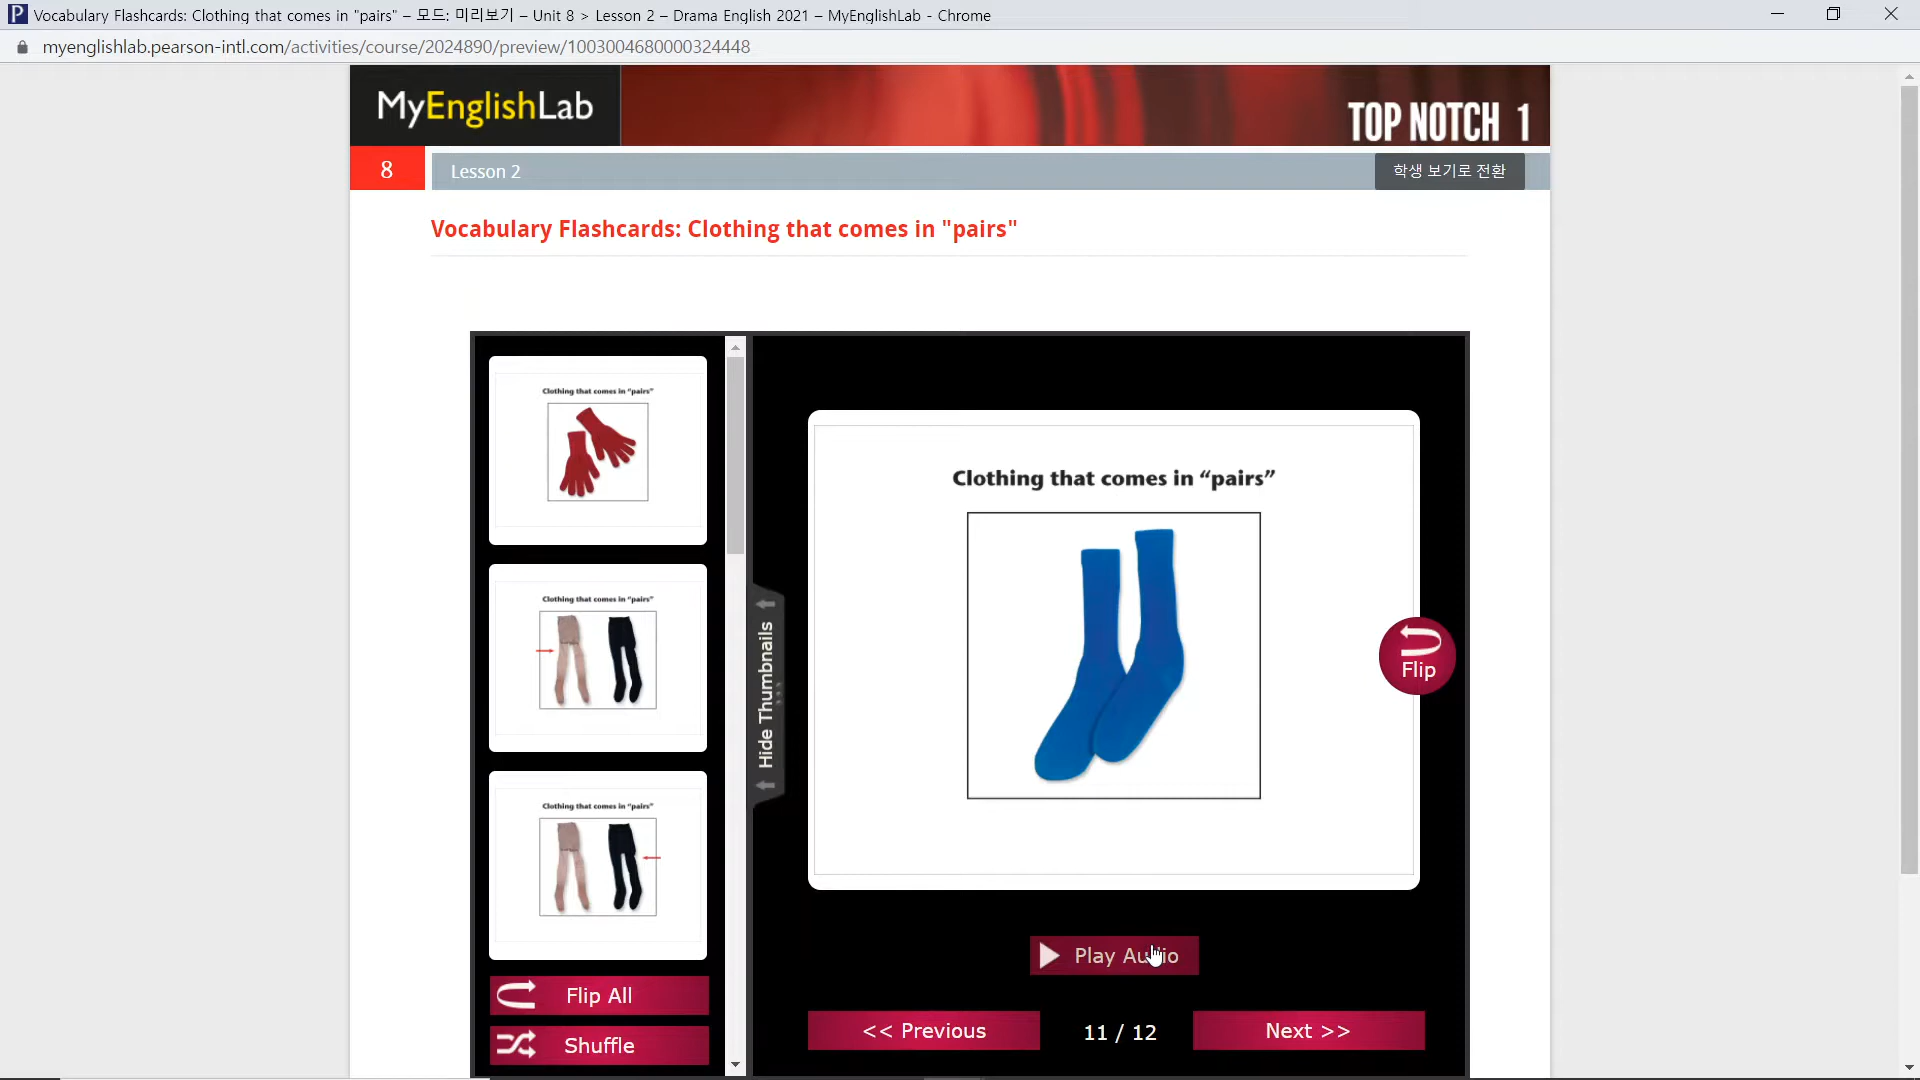 Vocabulary Flashcards: Clothing that comes in "pairs" – 모드: 미리보기 – Unit 8 > Lesson 2 – Drama English 2021 – MyEnglishLab - Chrome
myenglishlab.pearson-intl.com/activities/course/2024890/preview/1003004680000324448
MyEnglishLab
TOP NOTCH 1
8
Lesson 2
학생 보기로 전환
Vocabulary Flashcards: Clothing that comes in "pairs"
Clothing that comes in “pairs”
Clothing that comes in “pairs”
Clothing that comes in “pairs”
Flip All
Shuffle
Hide Thumbnails
Clothing that comes in “pairs”
Flip
Play Audio
<< Previous
11 / 12
Next >>